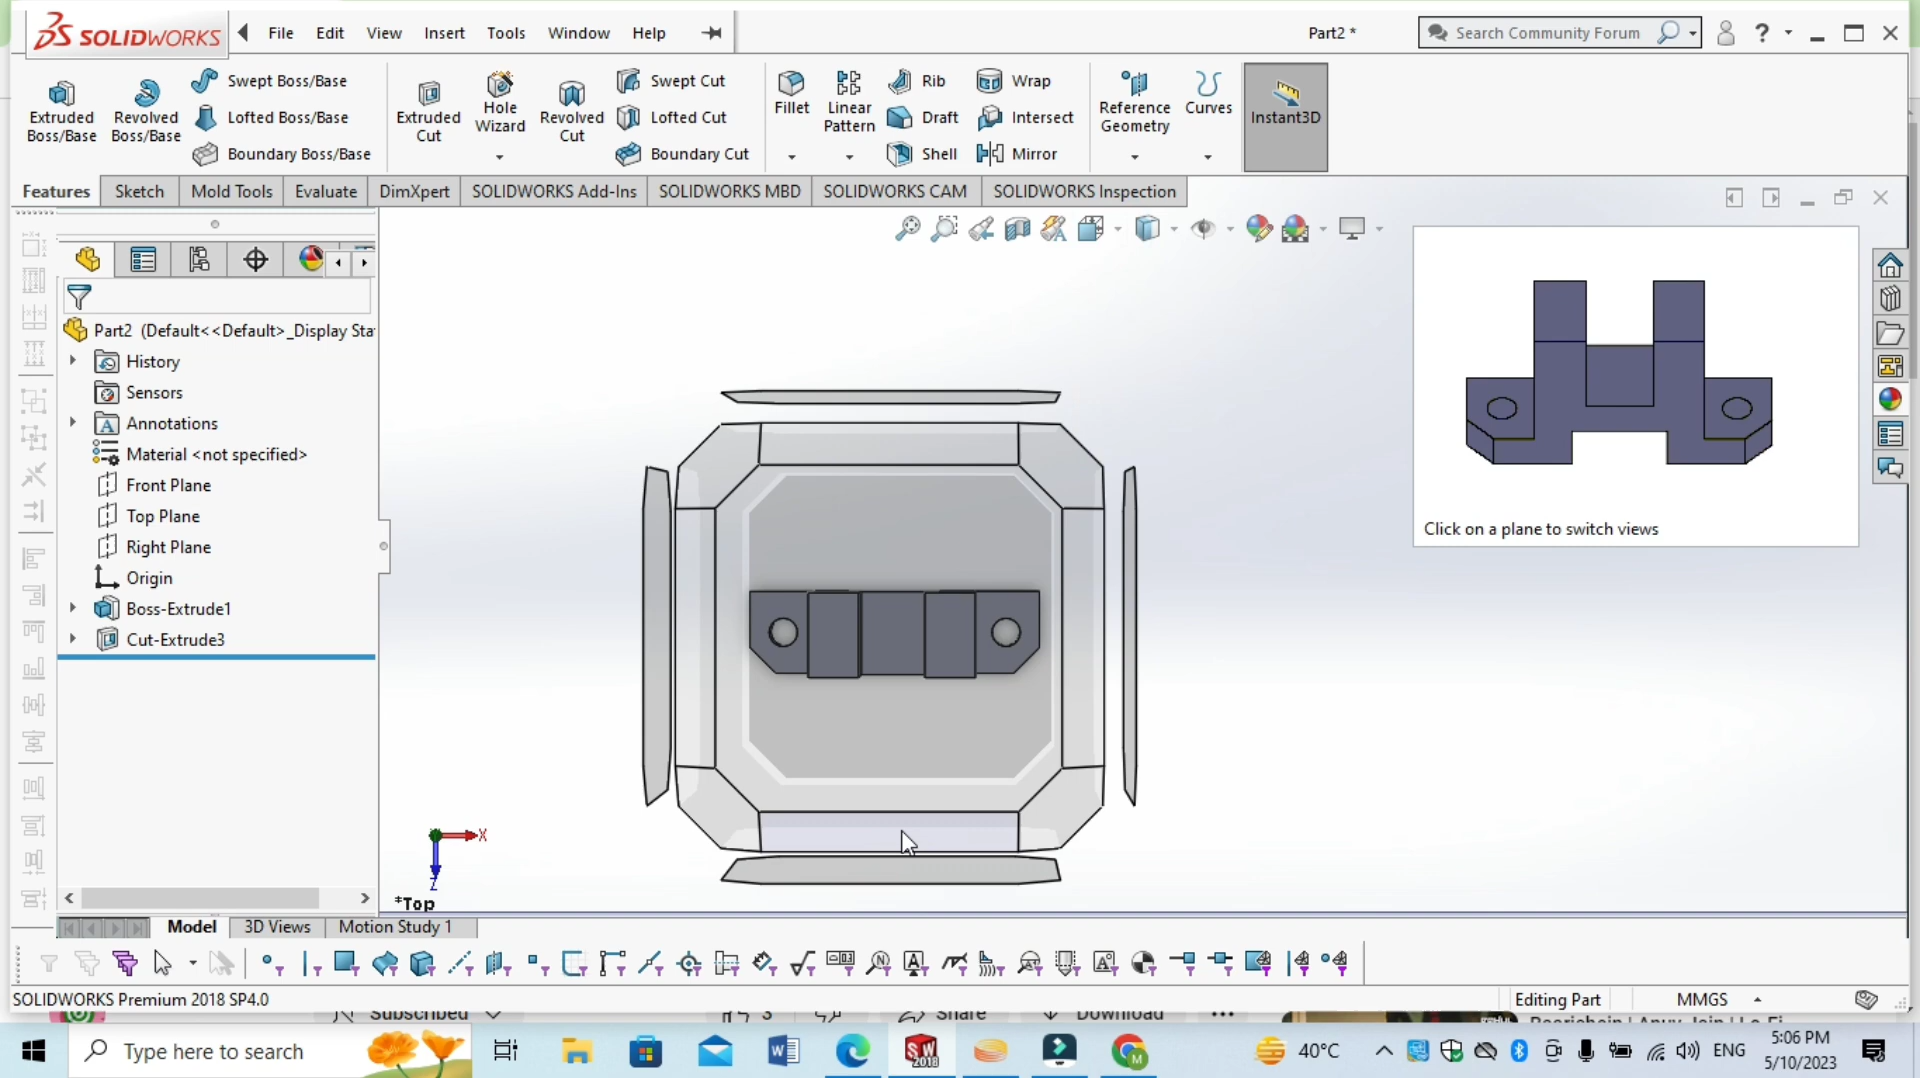 SOLIDWORKS
File Edit View Insert Tools Window Help
Part2 *
Search Community Forum
?
Extruded Boss/Base
Revolved Boss/Base
Swept Boss/Base
Lofted Boss/Base
Boundary Boss/Base
Extruded Cut
Hole Wizard
Revolved Cut
Swept Cut
Lofted Cut
Boundary Cut
Fillet
Linear Pattern
Rib
Draft
Shell
Wrap
Intersect
Mirror
Reference Geometry
Curves
Instant3D
Features Sketch Mold Tools Evaluate DimXpert SOLIDWORKS Add-Ins SOLIDWORKS MBD SOLIDWORKS CAM SOLIDWORKS Inspection
Part2 (Default<<Default>_Display Sta
History
Sensors
Annotations
Material <not specified>
Front Plane
Top Plane
Right Plane
Origin
Boss-Extrude1
Cut-Extrude3
Click on a plane to switch views
X
Z
*Top
Model 3D Views Motion Study 1
SOLIDWORKS Premium 2018 SP4.0
Editing Part
MMGS
Subscribed
3
Share
Download
Type here to search
SW 2018
40°C
ENG
5:06 PM
5/10/2023